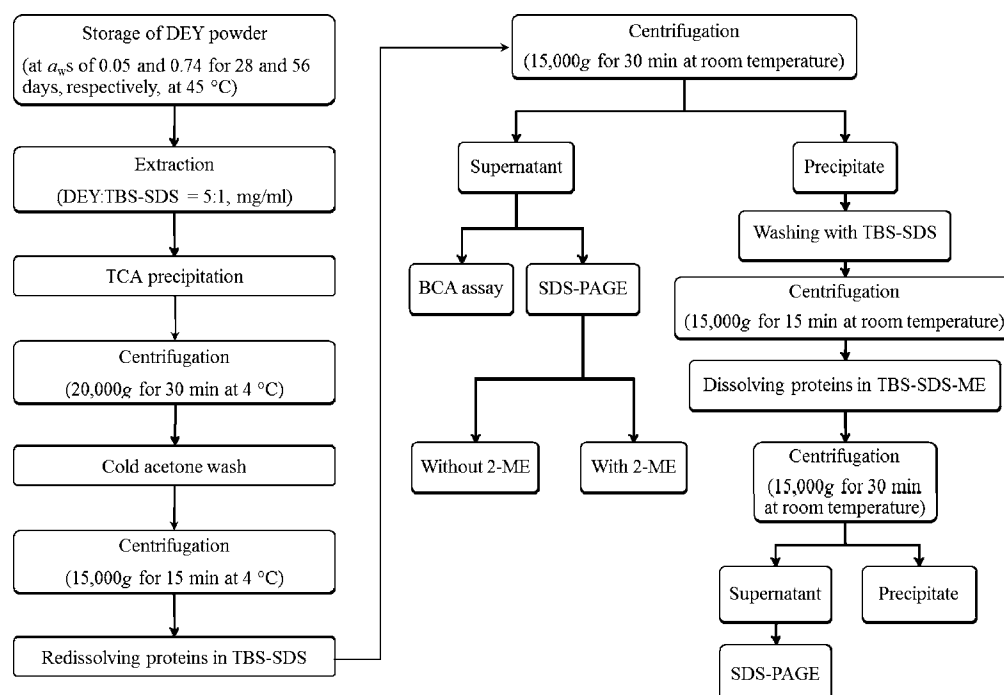 Storage of DEY powder
(at aws of 0.05 and 0.74 for 28 and 56
days, respectively, at 45 °C)
Extraction
(DEY:TBS-SDS = 5:1, mg/ml)
TCA precipitation
Centrifugation
(20,000g for 30 min at 4 °C)
Cold acetone wash
Centrifugation
(15,000g for 15 min at 4 °C)
Redissolving proteins in TBS-SDS
Centrifugation
(15,000g for 30 min at room temperature)
Supernatant
Precipitate
BCA assay
SDS-PAGE
Without 2-ME
With 2-ME
Washing with TBS-SDS
Centrifugation
(15,000g for 15 min at room temperature)
Dissolving proteins in TBS-SDS-ME
Centrifugation
(15,000g for 30 min
at room temperature)
Supernatant
Precipitate
SDS-PAGE